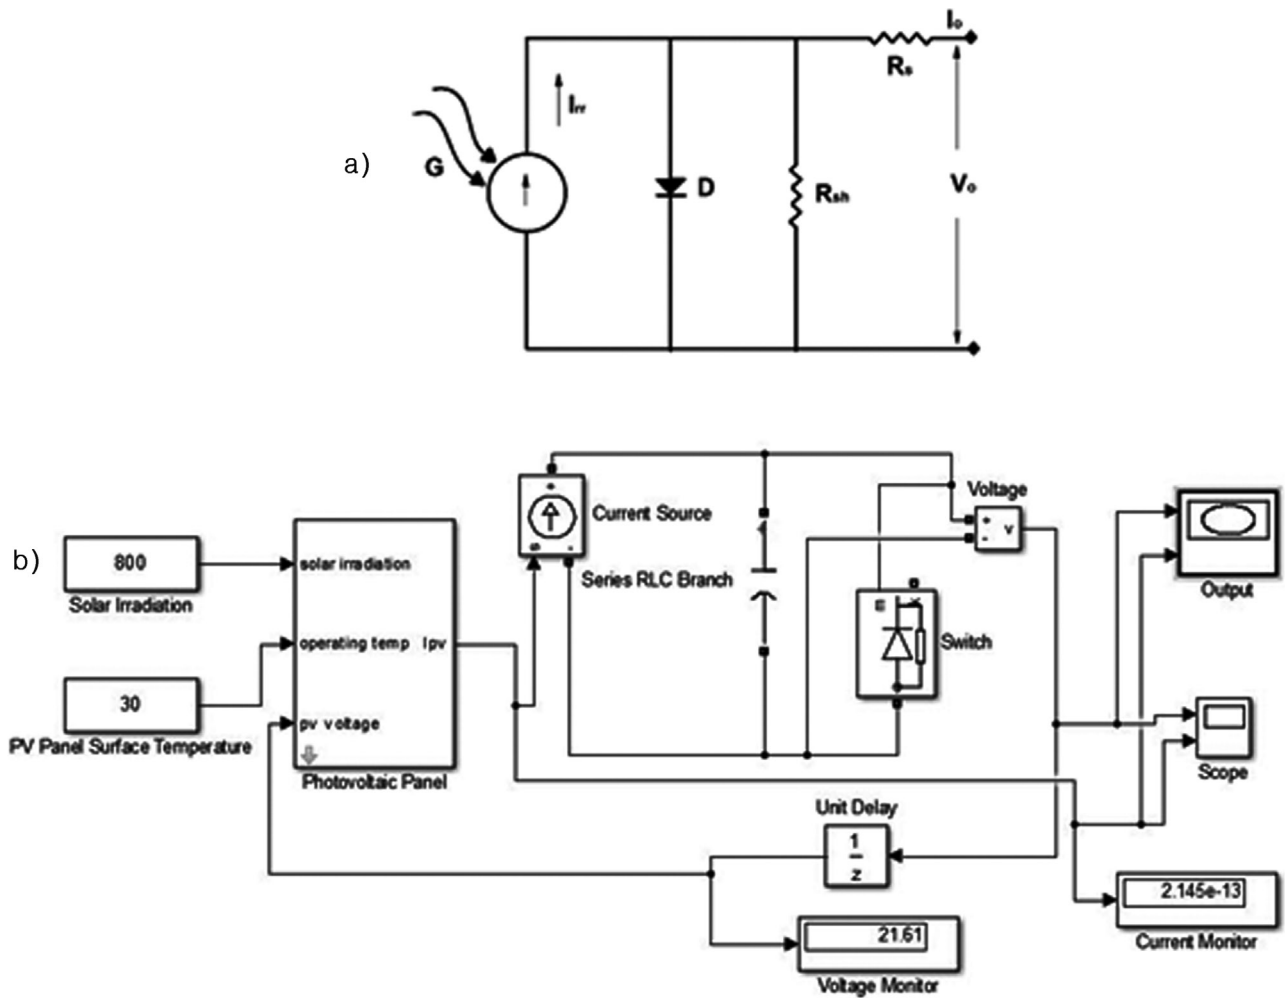 a)
G
Irr
D
Rsh
Rs
Io
Vo
b)
800
Solar Irradiation
30
PV Panel Surface Temperature
solar irradiation
operating temp Ipv
pv voltage
Photovoltaic Panel
+
s -
Current Source
Series RLC Branch
Voltage
+
-
v
Switch
Output
Scope
Unit Delay
1
z
21.61
Voltage Monitor
2.145e-13
Current Monitor